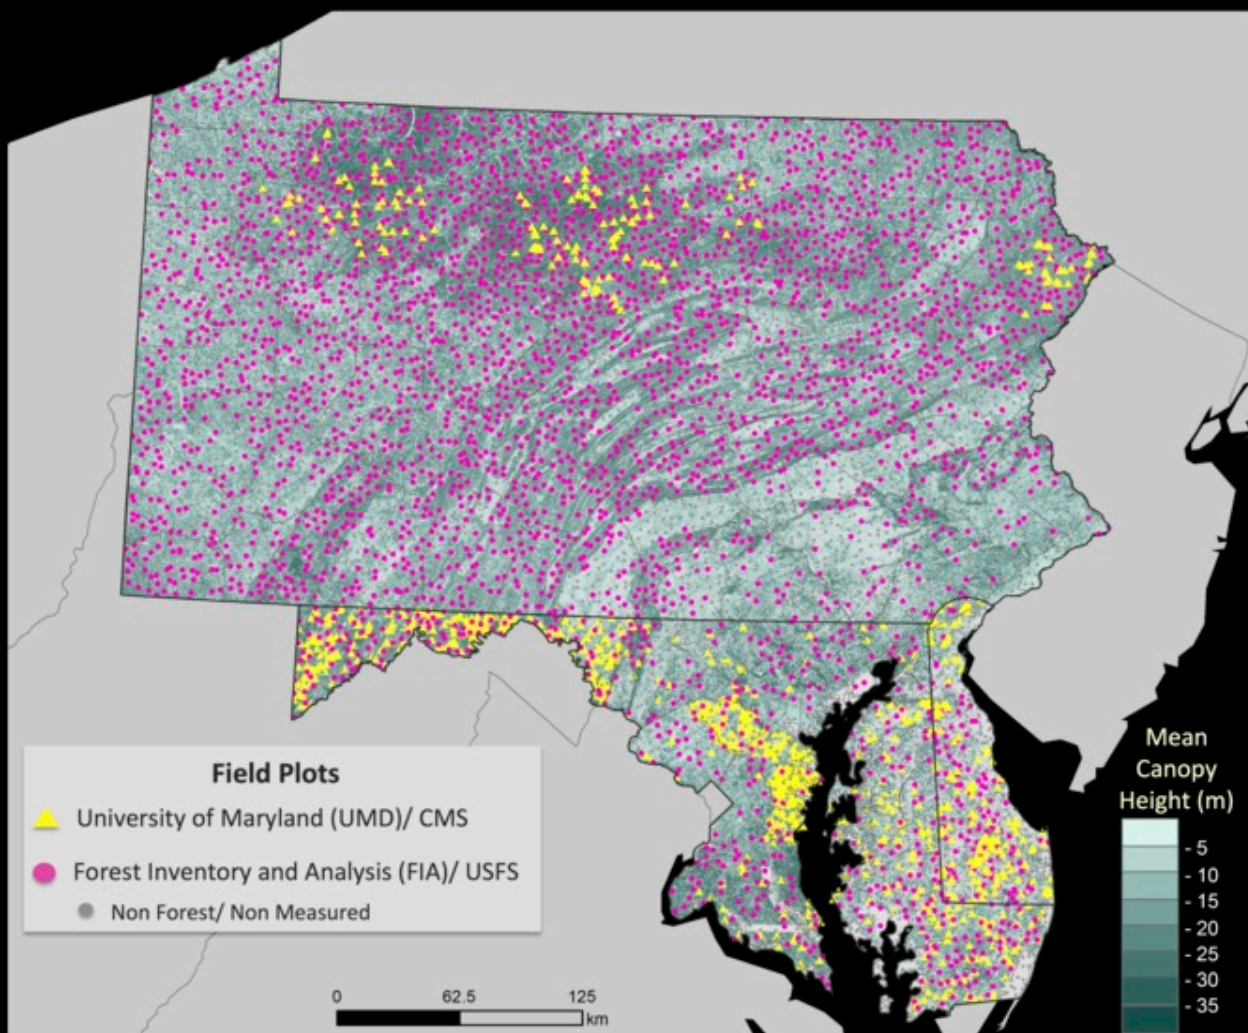 Field Plots
University of Maryland (UMD)/ CMS
Forest Inventory and Analysis (FIA)/ USFS
Non Forest/ Non Measured
0 62.5 125
km
Mean
Canopy
Height (m)
- 5
- 10
- 15
- 20
- 25
- 30
- 35